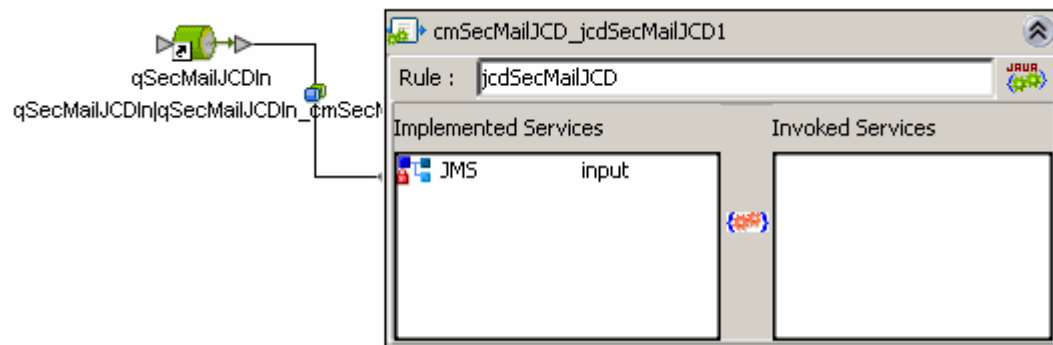 cmSecMailJCD_jcdSecMailJCD1
Rule : jcdSecMailJCD
JAVA
qSecMailJCDIn
qSecMailJCDIn|qSecMailJCDIn_cmSecM
Implemented Services Invoked Services
JMS input